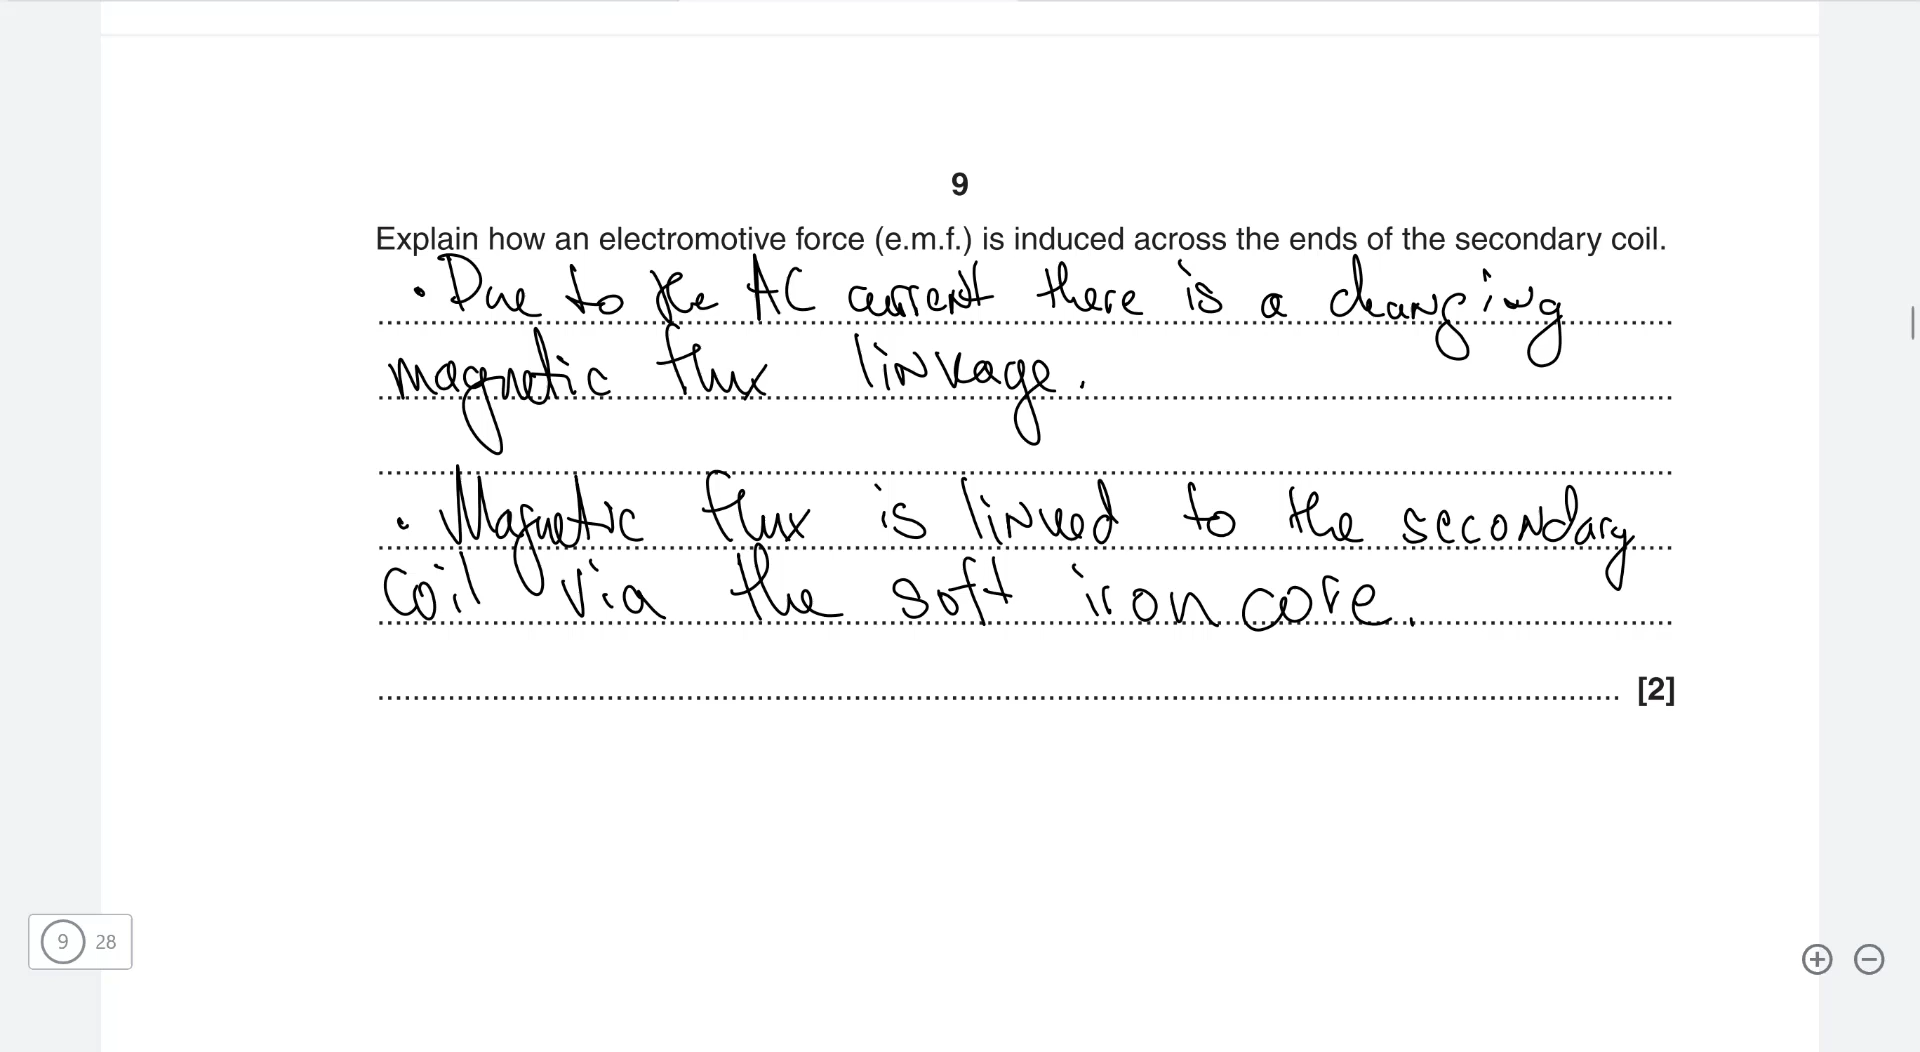 9
Explain how an electromotive force (e.m.f.) is induced across the ends of the secondary coil.
• Due to the AC current there is a changing
magnetic flux linkage.
• Magnetic flux is linked to the secondary
coil via the soft iron core.
[2]
9 28